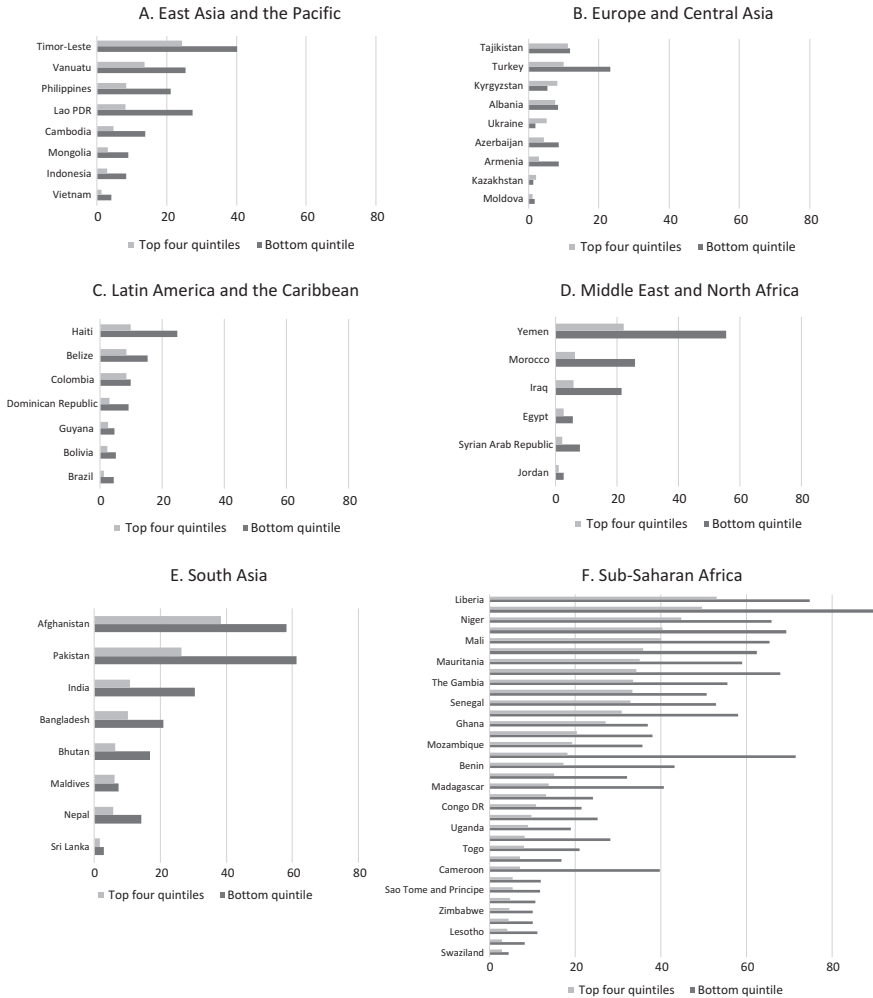 A. East Asia and the Pacific
Timor-Leste
Vanuatu
Philippines
Lao PDR
Cambodia
Mongolia
Indonesia
Vietnam
0 20 40 60 80
Top four quintiles Bottom quintile
B. Europe and Central Asia
Tajikistan
Turkey
Kyrgyzstan
Albania
Ukraine
Azerbaijan
Armenia
Kazakhstan
Moldova
0 20 40 60 80
Top four quintiles Bottom quintile
C. Latin America and the Caribbean
Haiti
Belize
Colombia
Dominican Republic
Guyana
Bolivia
Brazil
0 20 40 60 80
Top four quintiles Bottom quintile
D. Middle East and North Africa
Yemen
Morocco
Iraq
Egypt
Syrian Arab Republic
Jordan
0 20 40 60 80
Top four quintiles Bottom quintile
E. South Asia
Afghanistan
Pakistan
India
Bangladesh
Bhutan
Maldives
Nepal
Sri Lanka
0 20 40 60 80
Top four quintiles Bottom quintile
F. Sub-Saharan Africa
Liberia
Niger
Mali
Mauritania
The Gambia
Senegal
Ghana
Mozambique
Benin
Madagascar
Congo DR
Uganda
Togo
Cameroon
Sao Tome and Principe
Zimbabwe
Lesotho
Swaziland
0 20 40 60 80
Top four quintiles Bottom quintile